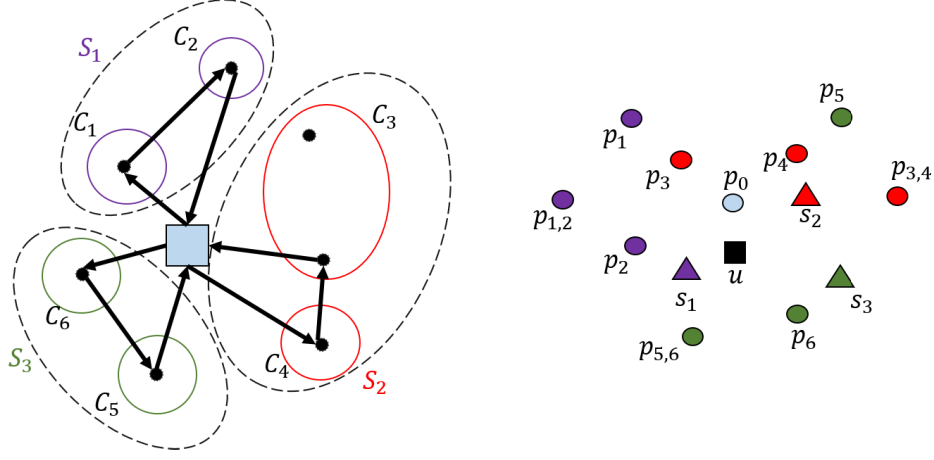 S₁
C₂
C₁
C₃
C₆
C₄
S₃
C₅
S₂
p₅
p₁
p₃
p₄
p₀
p₃,₄
p₁,₂
s₂
p₂
s₁
u
s₃
p₅,₆
p₆